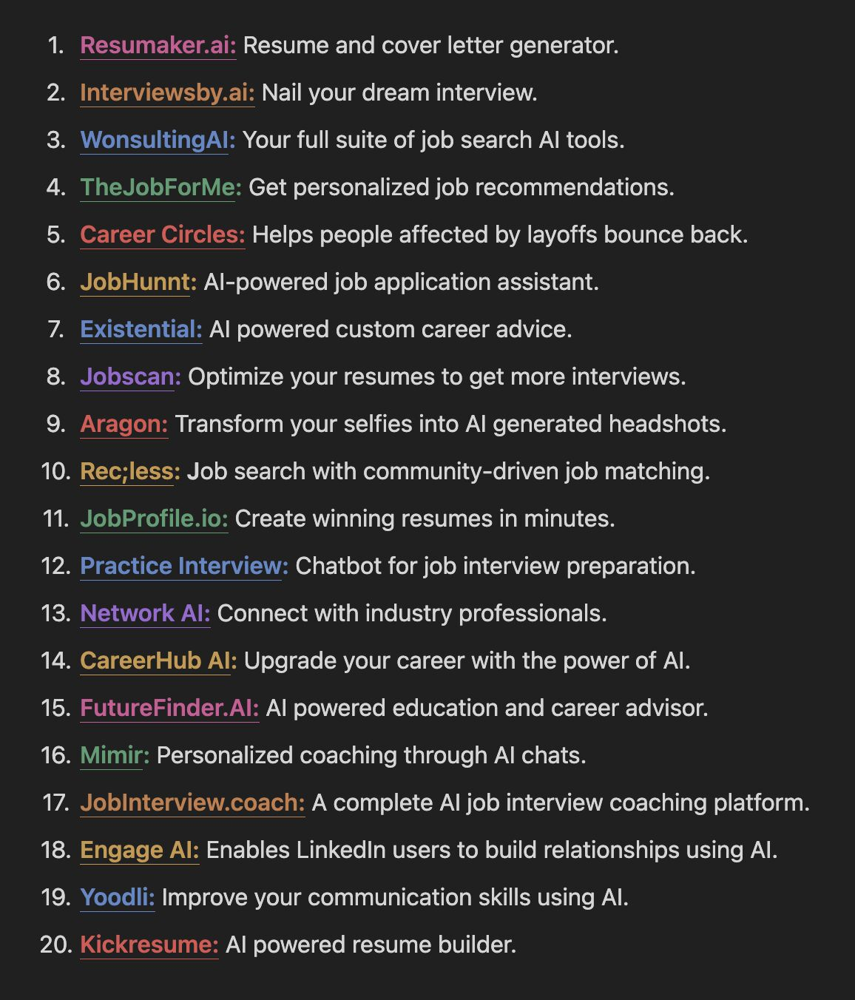 1. Resumaker.ai: Resume and cover letter generator.
2. Interviewsby.ai: Nail your dream interview.
3. WonsultingAI: Your full suite of job search AI tools.
4. TheJobForMe: Get personalized job recommendations.
5. Career Circles: Helps people affected by layoffs bounce back.
6. JobHunnt: AI-powered job application assistant.
7. Existential: AI powered custom career advice.
8. Jobscan: Optimize your resumes to get more interviews.
9. Aragon: Transform your selfies into AI generated headshots.
10. Rec;less: Job search with community-driven job matching.
11. JobProfile.io: Create winning resumes in minutes.
12. Practice Interview: Chatbot for job interview preparation.
13. Network AI: Connect with industry professionals.
14. CareerHub AI: Upgrade your career with the power of AI.
15. FutureFinder.AI: AI powered education and career advisor.
16. Mimir: Personalized coaching through AI chats.
17. JobInterview.coach: A complete AI job interview coaching platform.
18. Engage AI: Enables LinkedIn users to build relationships using AI.
19. Yoodli: Improve your communication skills using AI.
20. Kickresume: AI powered resume builder.